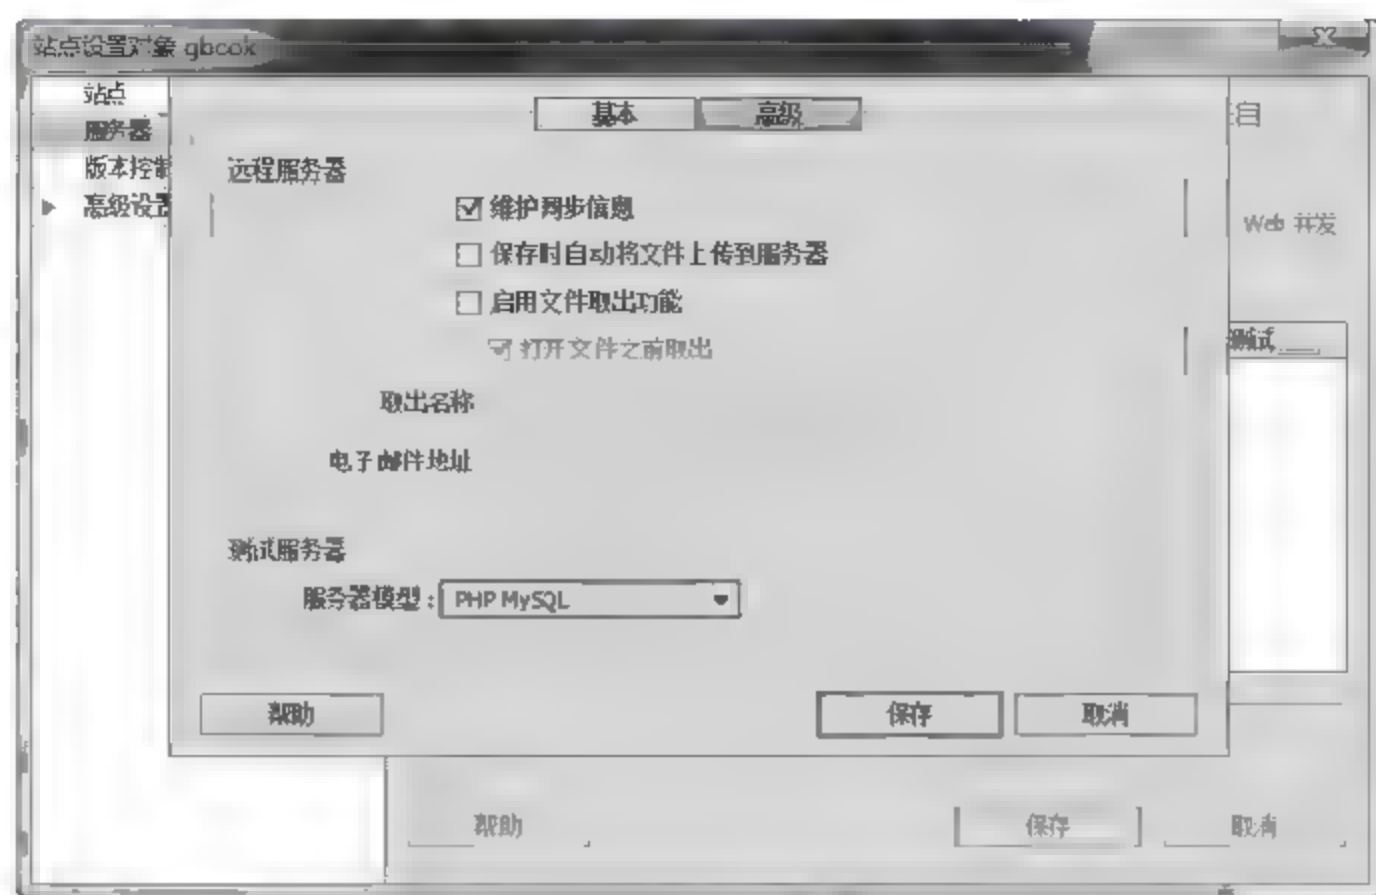 站点设置对象 gbcok
站点
服务器
版本控制
高级设置
基本
高级
远程服务器
维护同步信息
保存时自动将文件上传到服务器
启用文件取出功能
打开文件之前取出
取出名称
电子邮件地址
测试服务器
服务器模型：
PHP MySQL
帮助
保存
取消
Web 开发
测试
帮助
保存
取消